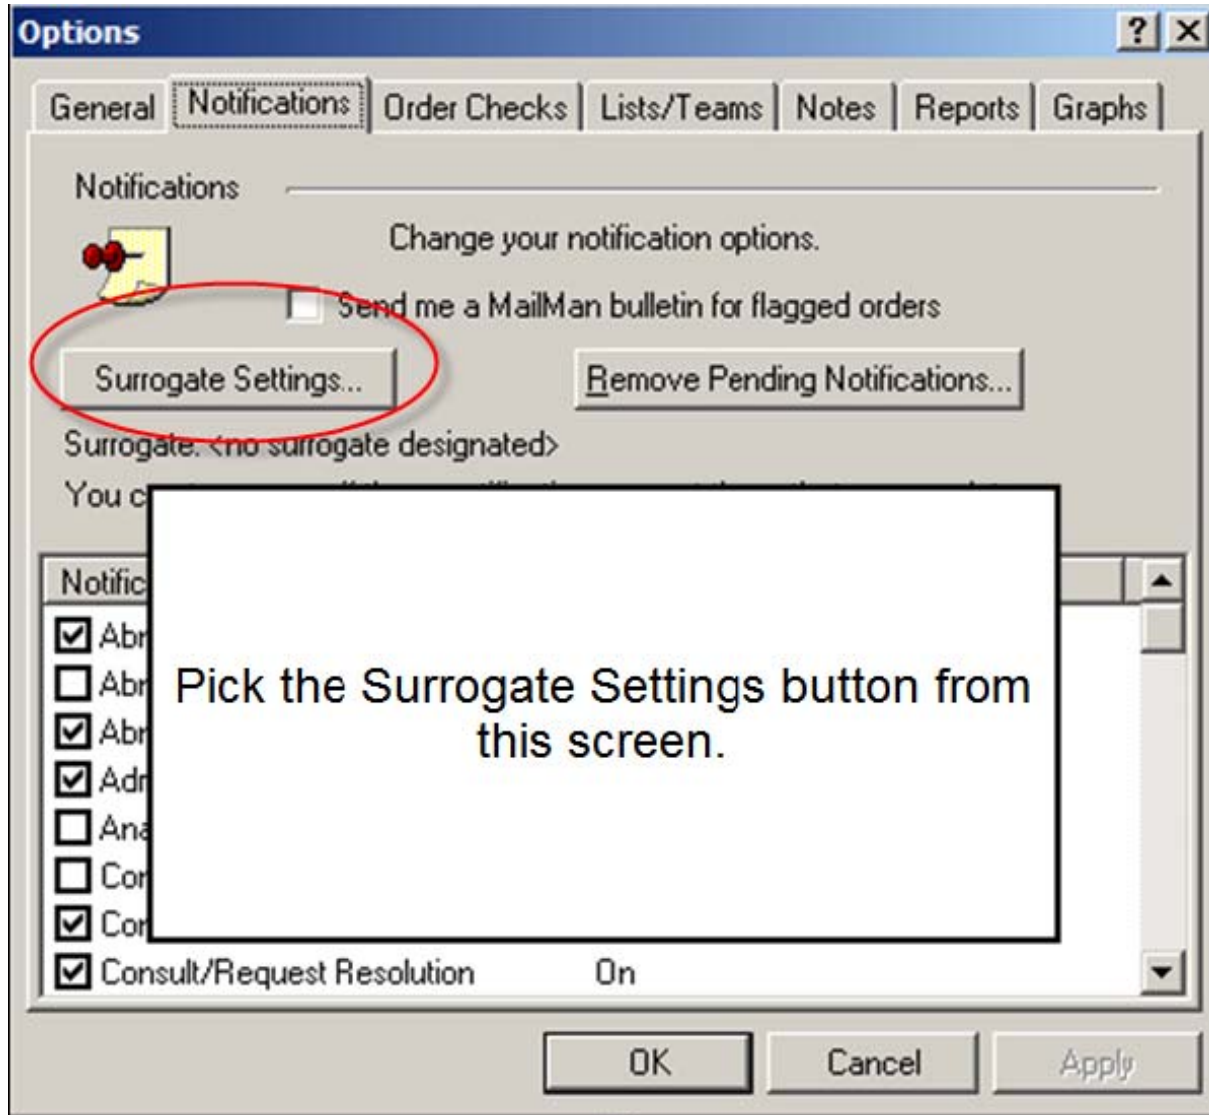 Options
General Notifications Order Checks Lists/Teams Notes Reports Graphs
Notifications
Change your notification options.
Send me a MailMan bulletin for flagged orders
Surrogate Settings... Remove Pending Notifications...
Surrogate: <no surrogate designated>
You
Pick the Surrogate Settings button from
this screen.
Consult/Request Resolution On
OK Cancel Apply